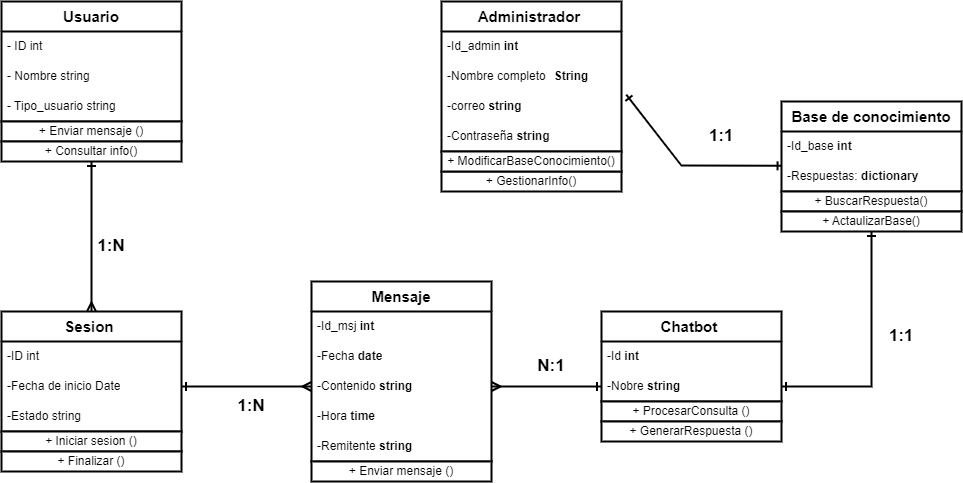 Usuario
- ID int
- Nombre string
- Tipo_usuario string
+ Enviar mensaje ()
+ Consultar info()
Administrador
-Id_admin int
-Nombre completo String
-correo string
-Contraseña string
+ ModificarBaseConocimiento()
+ GestionarInfo()
1:1
Base de conocimiento
-Id_base int
-Respuestas: dictionary
+ BuscarRespuesta()
+ ActaulizarBase()
1:N
Sesion
-ID int
-Fecha de inicio Date
-Estado string
+ Iniciar sesion ()
+ Finalizar ()
1:N
Mensaje
-Id_msj int
-Fecha date
-Contenido string
-Hora time
-Remitente string
+ Enviar mensaje ()
N:1
Chatbot
-Id int
-Nobre string
+ ProcesarConsulta ()
+ GenerarRespuesta ()
1:1